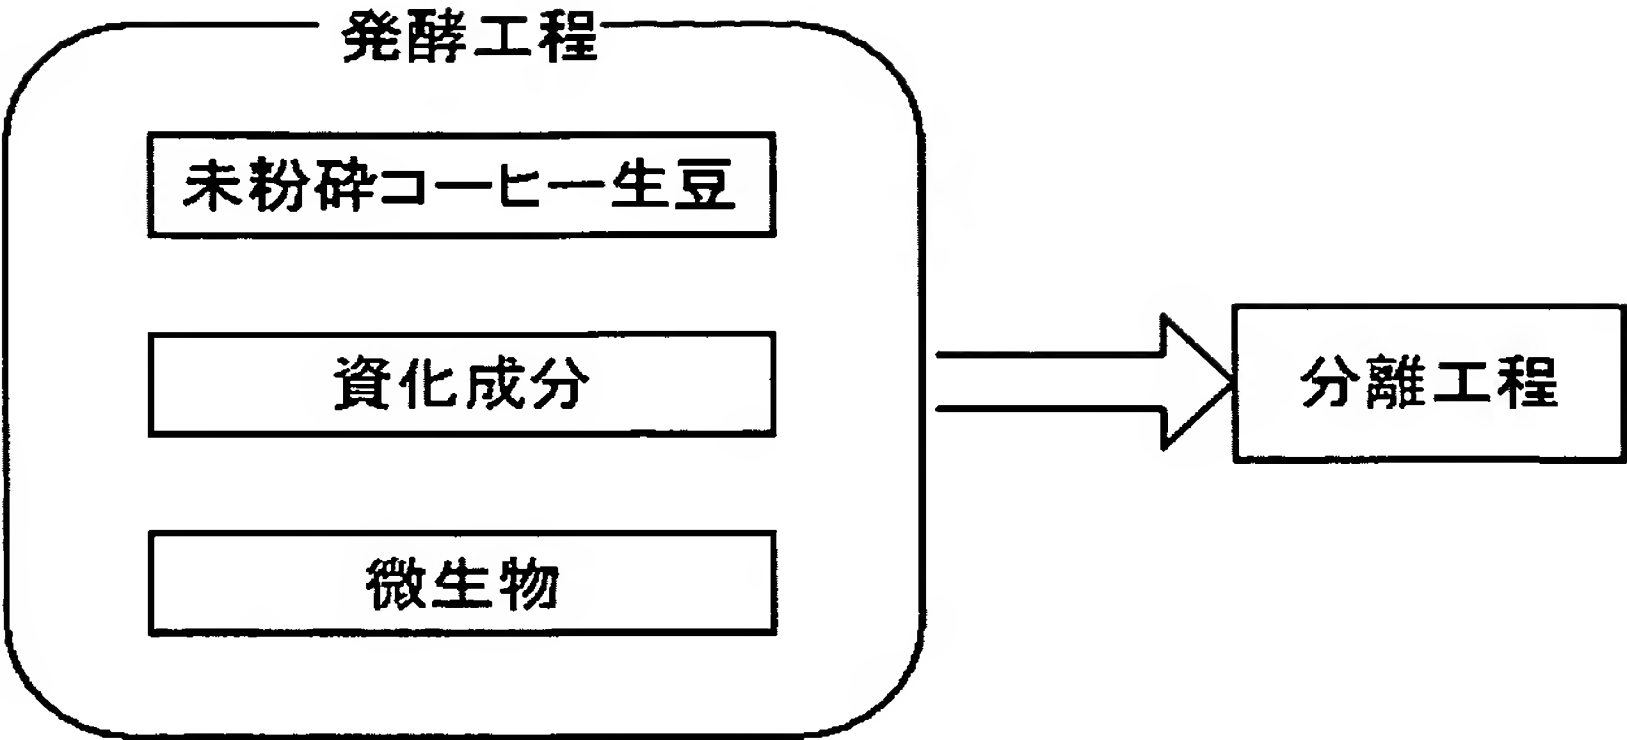 発酵工程
未粉砕コーヒー生豆
資化成分
微生物
分離工程